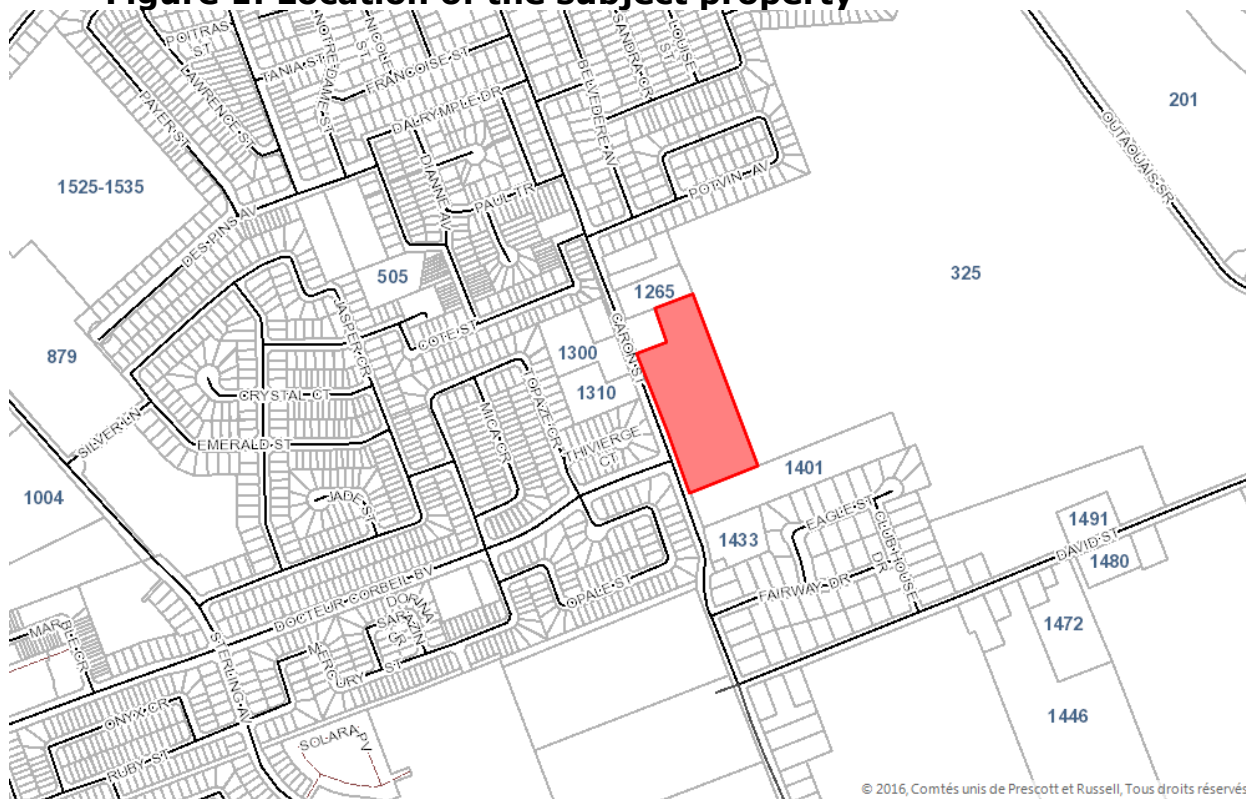 Figure 1: Location of the subject property
POITRAS ST
TANIA ST
NOTRE DAME ST
NICOLE ST
FRANCOISE ST
LAWRENCE ST
PAYER ST
DALRYMPLE DR
BELVEDERE AV
SANDRA CR
LOUISE ST
OUTAOUAIS SR
201
1525-1535
DIANNE AV
PAUL TR
POTVIN AV
DES PINS AV
505
325
1265
JASPER CR
COTE ST
CARON ST
879
1300
1310
CRYSTAL CT
MICA CR
TOPAZE CR
THIVIERGE CT
SILVER LN
EMERALD ST
1004
JADE ST
1401
EAGLE ST
CLUB HOUSE DR
1433
1491
DAVID ST
1480
FAIRWAY DR
DOCTEUR CORBEIL BV
OPALE ST
DORINA SARAZIN CR
MERCURY ST
MARBLE CR
STERLING AV
1472
ONYX CR
RUBY ST
SOLARA PV
1446
© 2016, Comtés unis de Prescott et Russell, Tous droits réservés